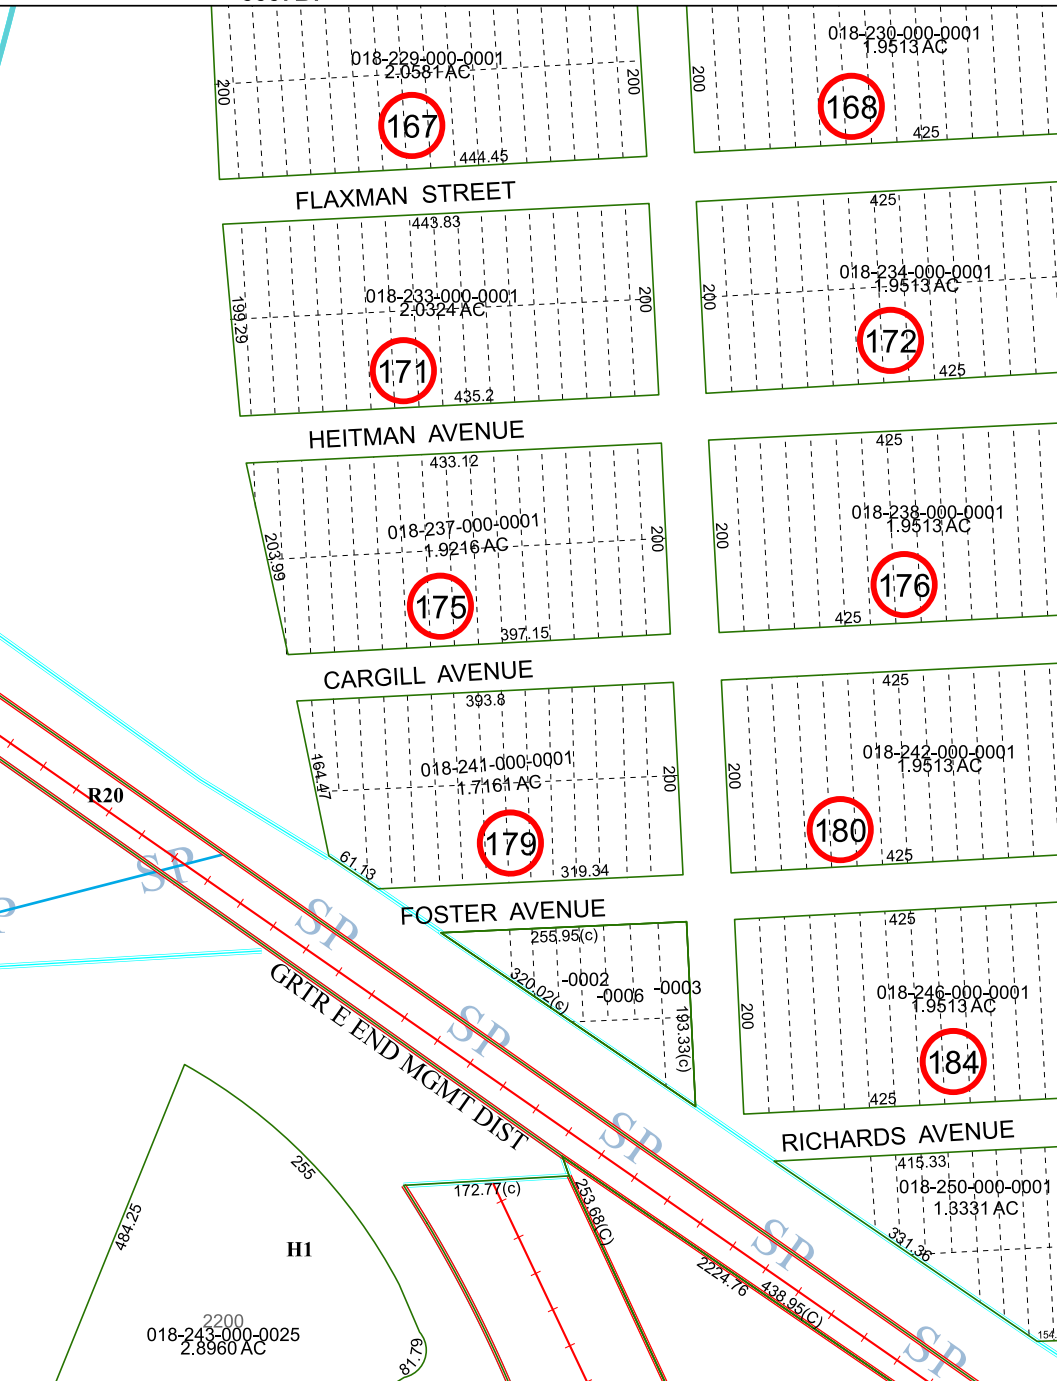 018-229-000-0001
2.0581 AC
200
200
167
444.45
018-230-000-0001
1.9513 AC
200
168
425
FLAXMAN STREET
443.83
018-233-000-0001
2.0324 AC
199.29
200
171
435.2
425
018-234-000-0001
1.9513 AC
200
172
425
HEITMAN AVENUE
433.12
018-237-000-0001
1.9216 AC
203.99
200
175
397.15
425
018-238-000-0001
1.9513 AC
200
176
425
CARGILL AVENUE
393.8
018-241-000-0001
1.7161 AC
164.47
200
179
61.13
319.34
425
018-242-000-0001
1.9513 AC
200
180
425
R20
SP
SP
SP
SP
SP
SP
FOSTER AVENUE
255.95(c)
320.02(c)
-0002
-0006
-0003
193.33(c)
425
018-246-000-0001
1.9513 AC
200
184
425
GRTR E END MGMT DIST
RICHARDS AVENUE
415.33
018-250-000-0001
1.3331 AC
331.36
154.
172.77(c)
253.68(C)
2224.76
438.95(C)
255
484.25
H1
2200
018-243-000-0025
2.8960 AC
81.79